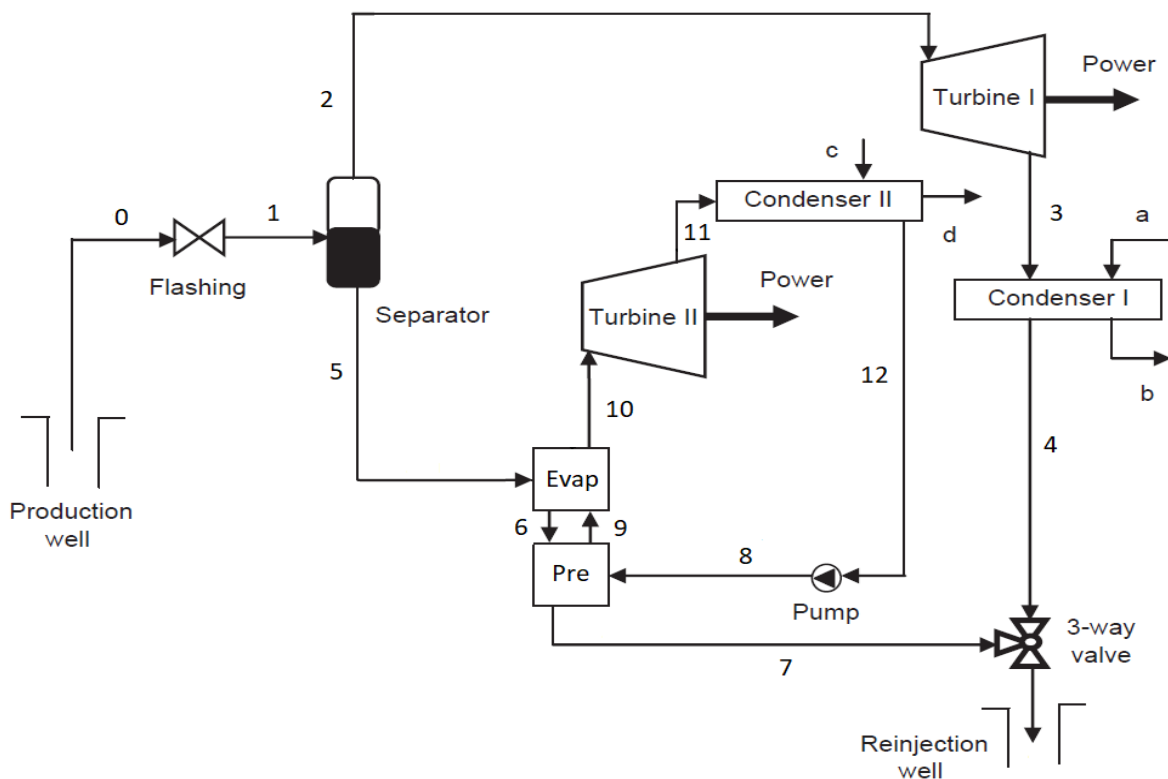 2
Turbine I
Power
0
1
c
Condenser II
3
a
Flashing
11
d
Separator
Turbine II
Power
Condenser I
5
12
b
10
4
Production
well
Evap
6
9
8
Pre
Pump
3-way
valve
7
Reinjection
well